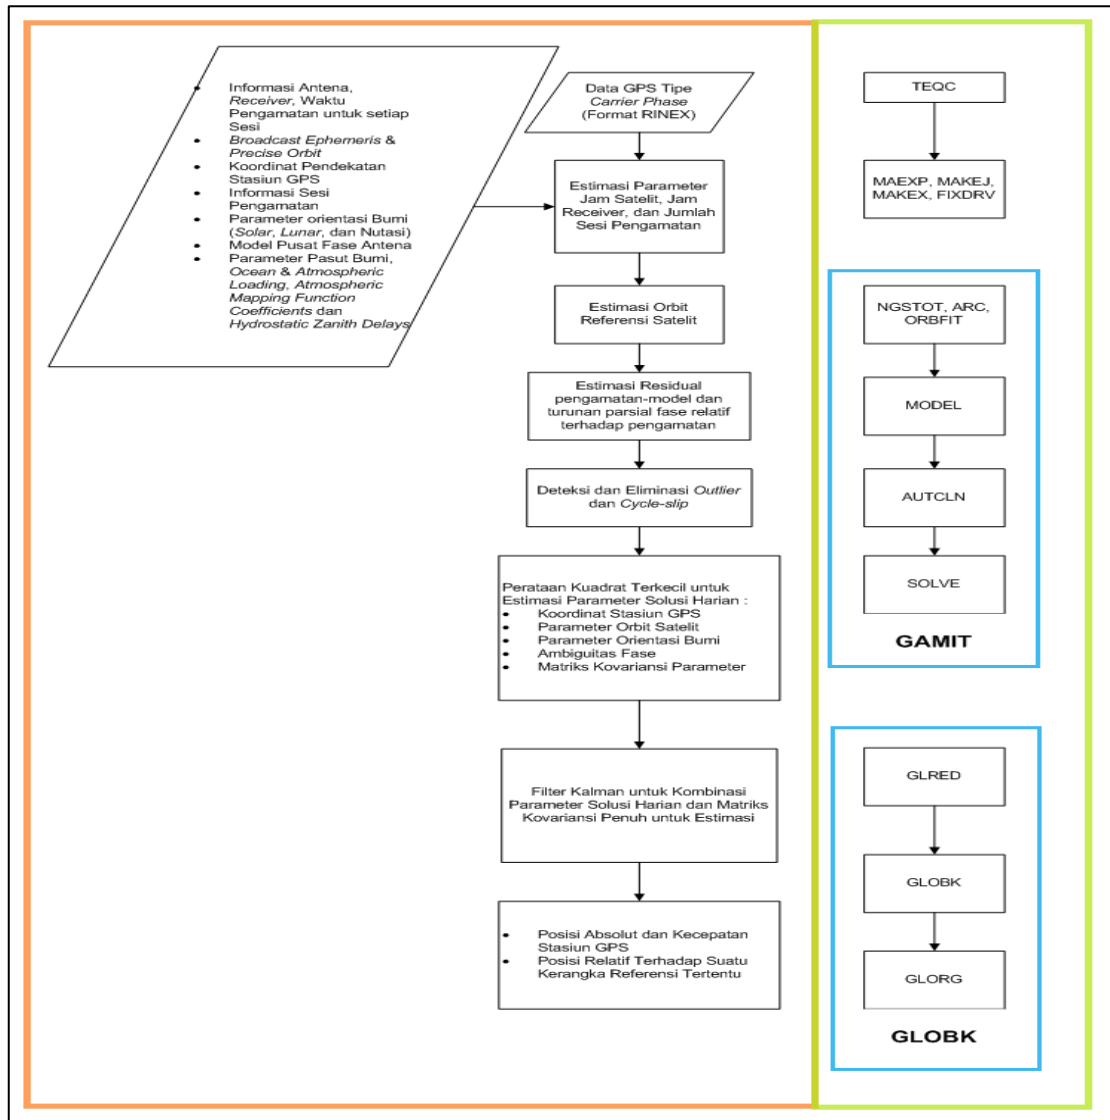 • Informasi Antena,
Receiver, Waktu
Pengamatan untuk setiap
Sesi
• Broadcast Ephemeris &
Precise Orbit
• Koordinat Pendekatan
Stasiun GPS
• Informasi Sesi
Pengamatan
• Parameter orientasi Bumi
(Solar, Lunar, dan Nutasi)
• Model Pusat Fase Antena
• Parameter Pasut Bumi,
Ocean & Atmospheric
Loading, Atmospheric
Mapping Function
Coefficients dan
Hydrostatic Zanith Delays
Data GPS Tipe
Carrier Phase
(Format RINEX)
Estimasi Parameter
Jam Satelit, Jam
Receiver, dan Jumlah
Sesi Pengamatan
Estimasi Orbit
Referensi Satelit
Estimasi Residual
pengamatan-model dan
turunan parsial fase relatif
terhadap pengamatan
Deteksi dan Eliminasi Outlier
dan Cycle-slip
Perataan Kuadrat Terkecil untuk
Estimasi Parameter Solusi Harian :
• Koordinat Stasiun GPS
• Parameter Orbit Satelit
• Parameter Orientasi Bumi
• Ambiguitas Fase
• Matriks Kovariansi Parameter
Filter Kalman untuk Kombinasi
Parameter Solusi Harian dan Matriks
Kovariansi Penuh untuk Estimasi
• Posisi Absolut dan Kecepatan
Stasiun GPS
• Posisi Relatif Terhadap Suatu
Kerangka Referensi Tertentu
TEQC
MAEXP, MAKEJ,
MAKEX, FIXDRV
NGSTOT, ARC,
ORBFIT
MODEL
AUTCLN
SOLVE
GAMIT
GLRED
GLOBK
GLORG
GLOBK